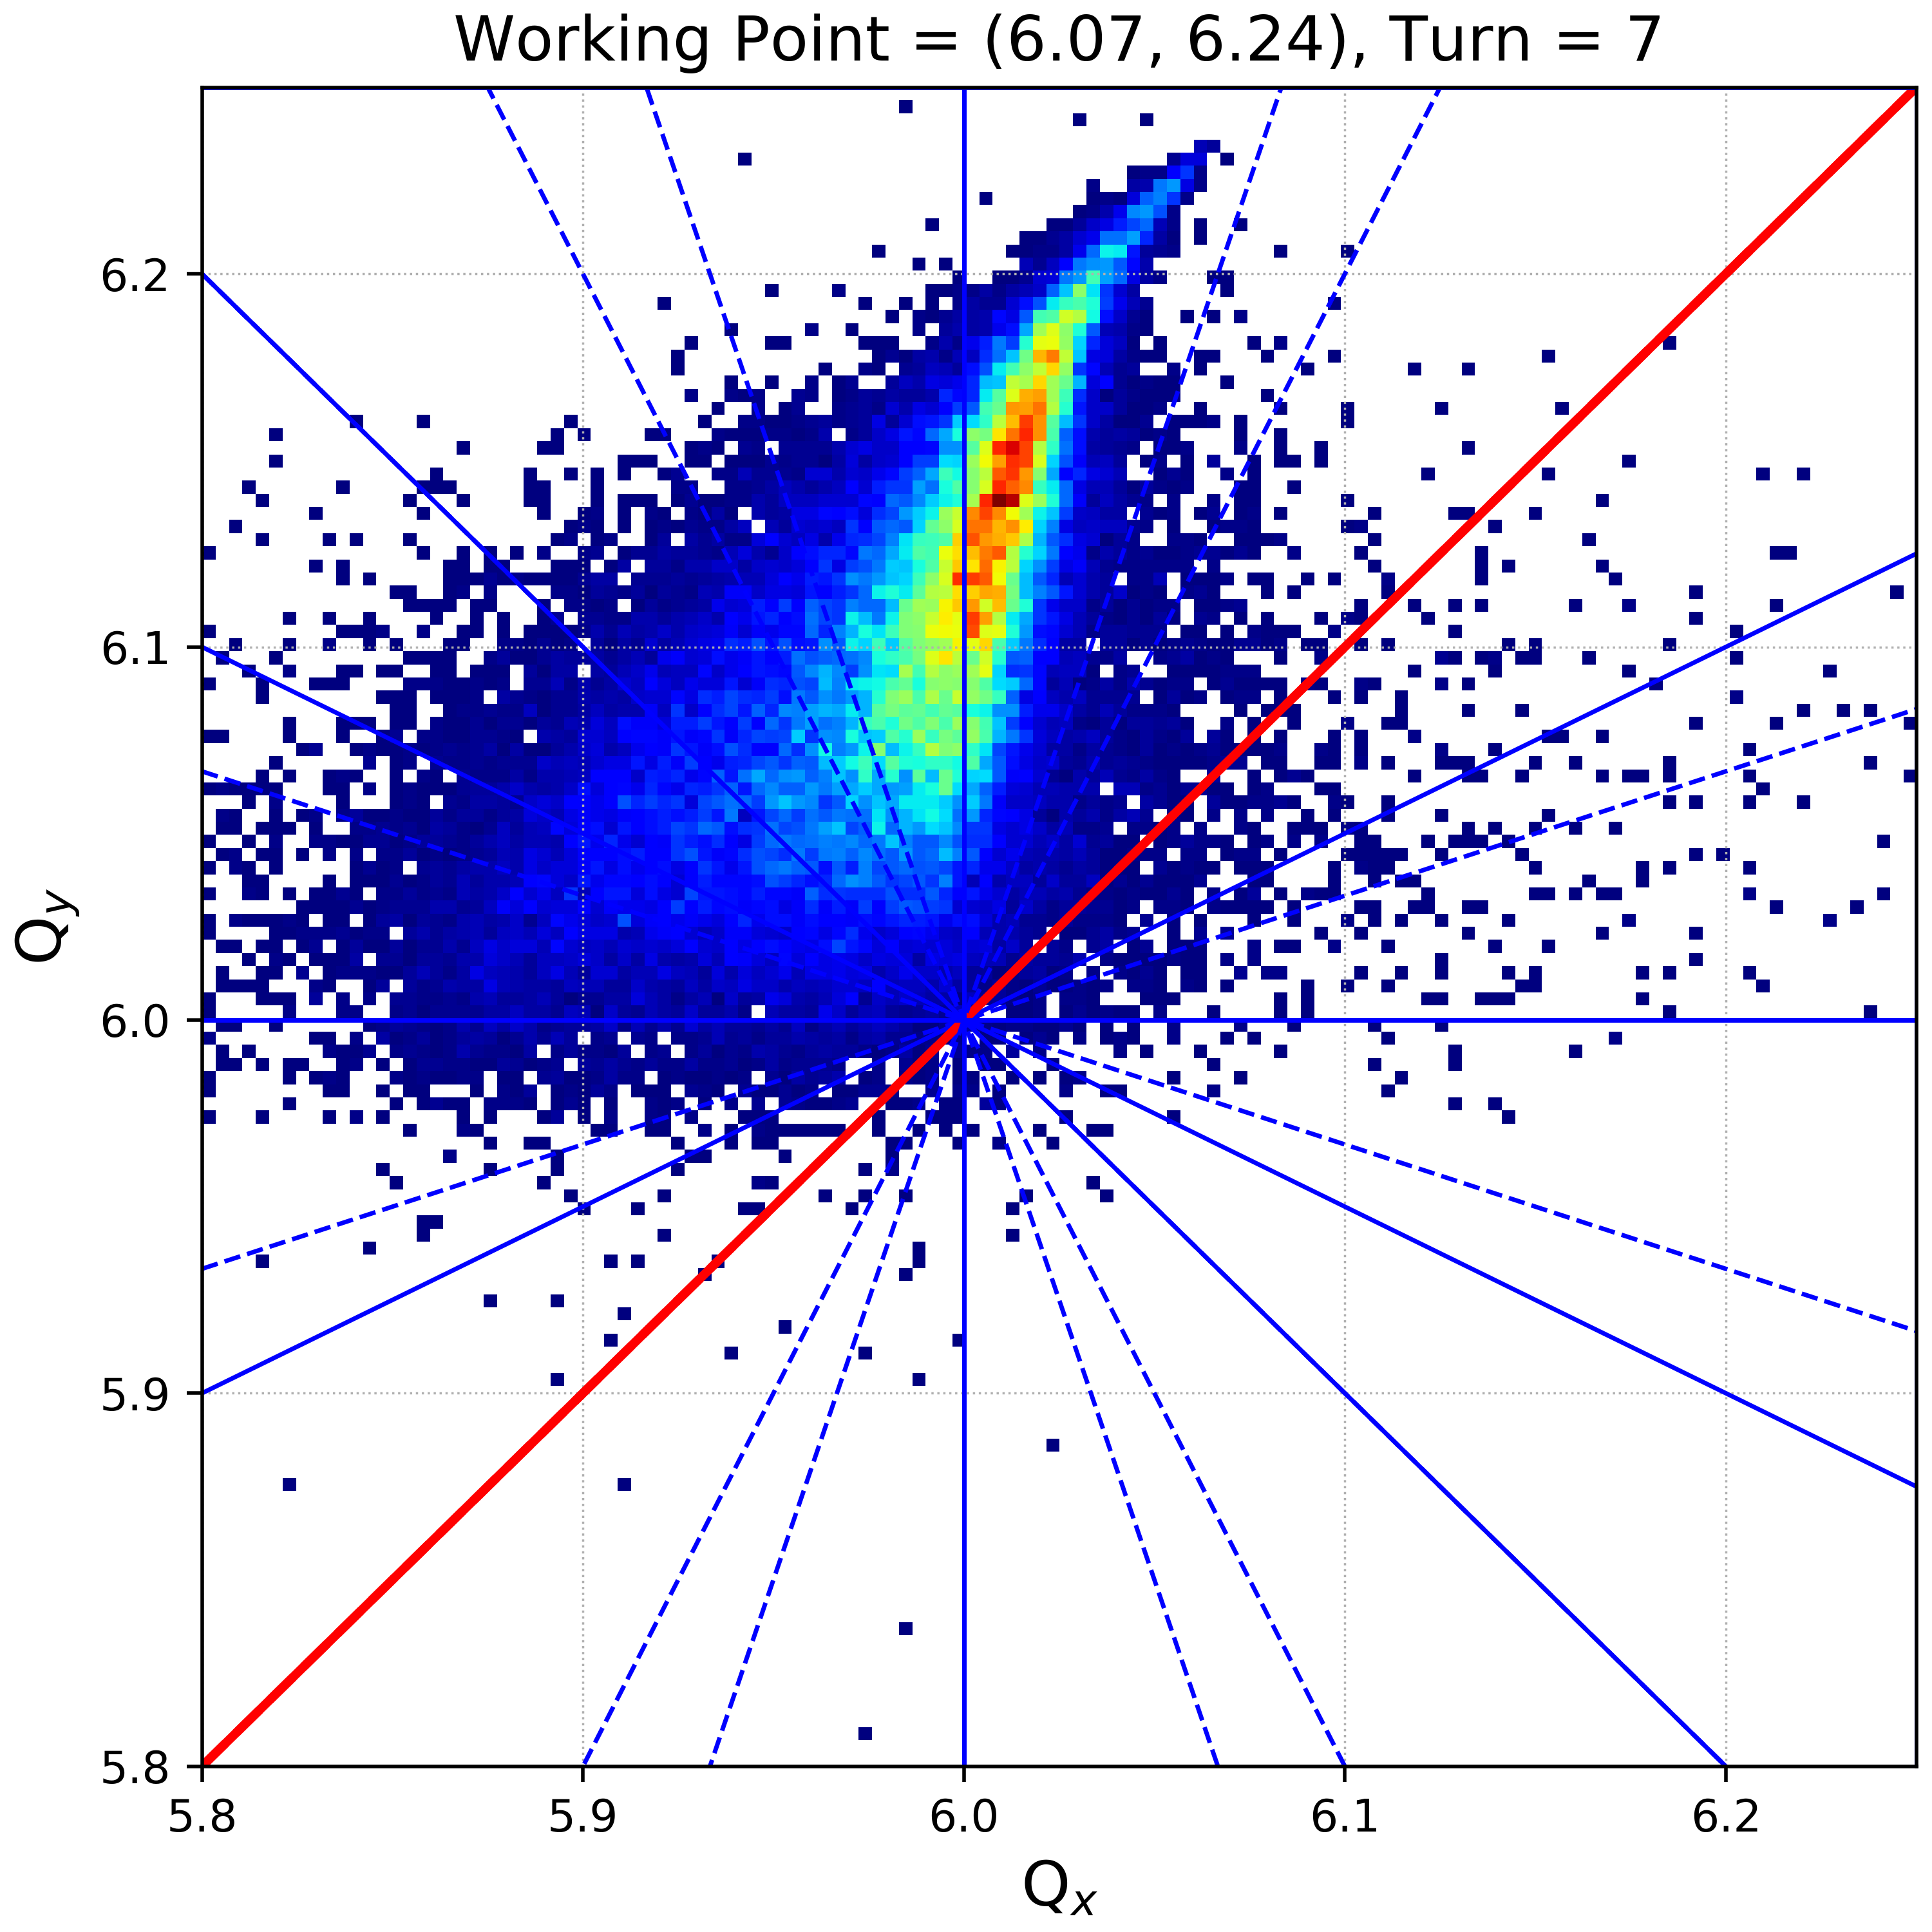 Working Point = (6.07, 6.24), Turn = 7
6.2
6.1
6.0
5.9
5.8
Qy
5.8 5.9 6.0 6.1 6.2
Qx